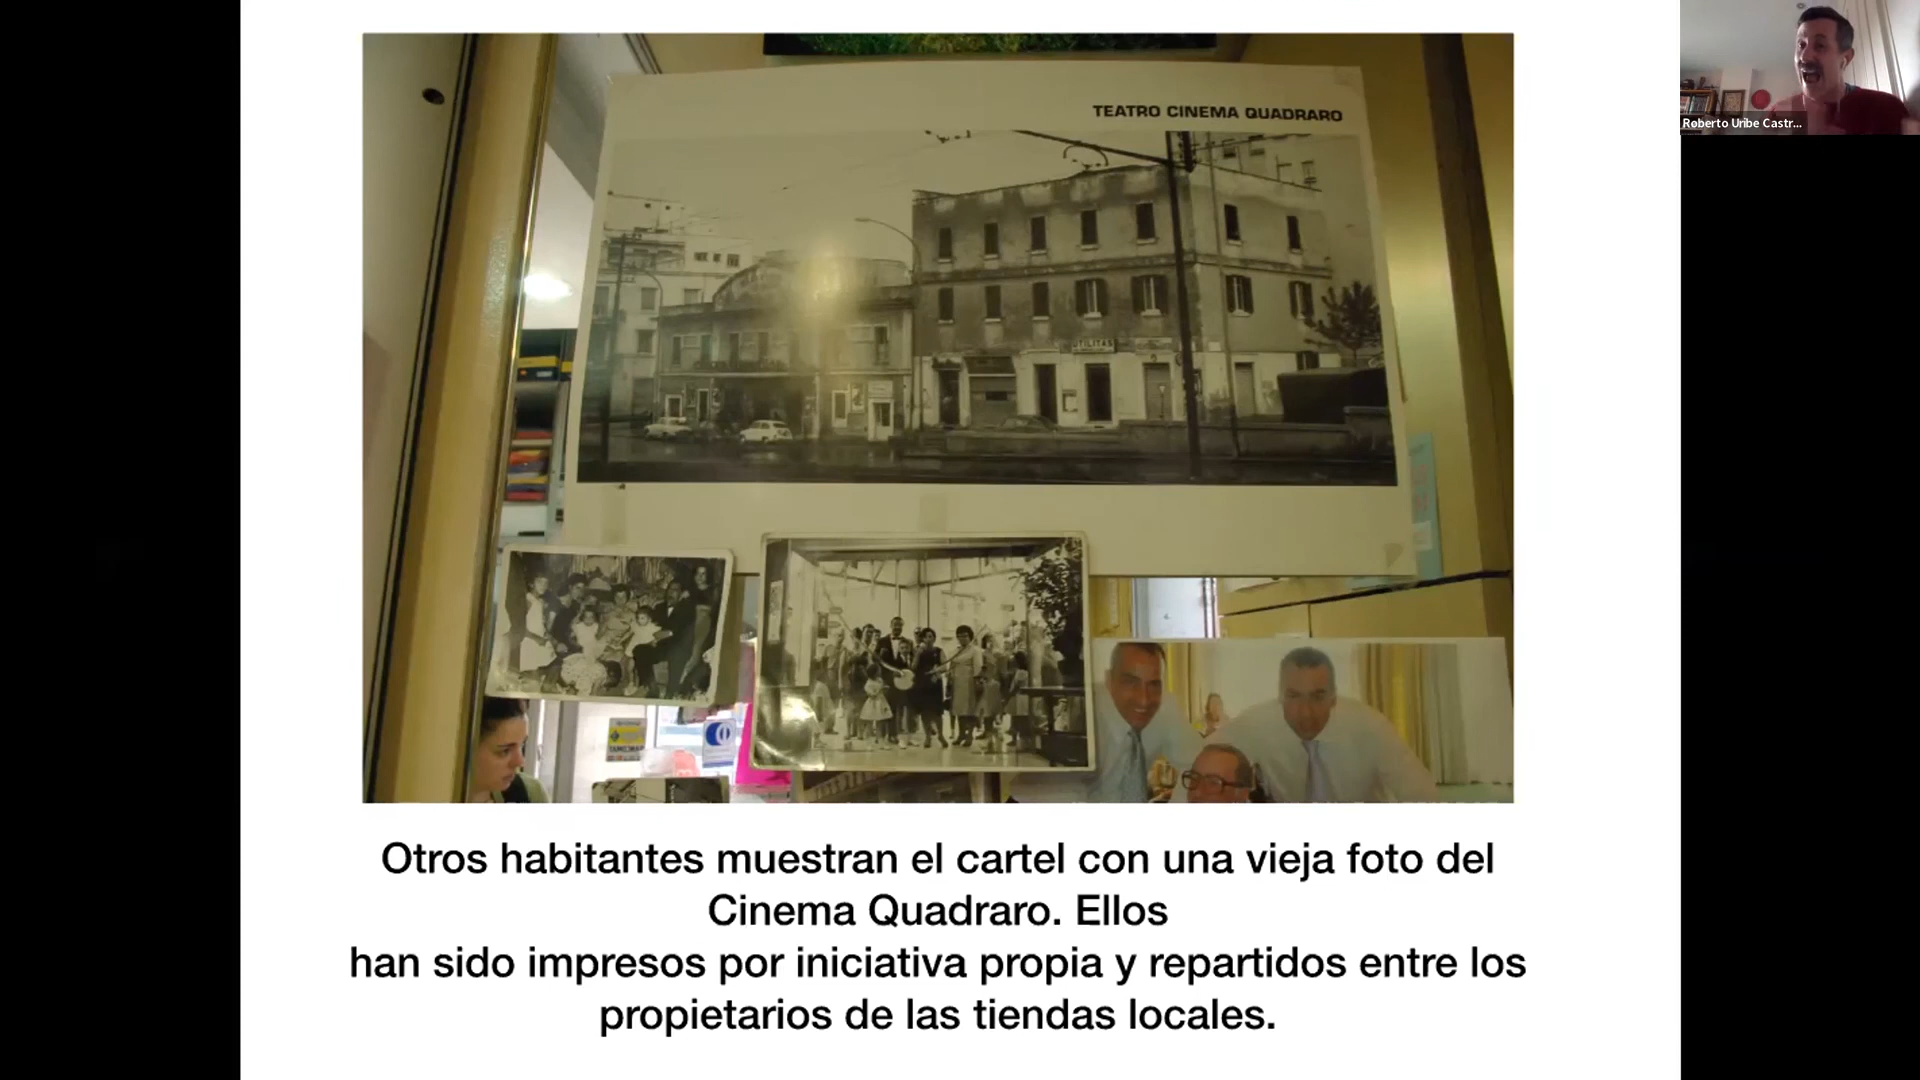 Roberto Uribe Castr...
TEATRO CINEMA QUADRARO
UTILITAS
Otros habitantes muestran el cartel con una vieja foto del
Cinema Quadraro. Ellos
han sido impresos por iniciativa propia y repartidos entre los
propietarios de las tiendas locales.